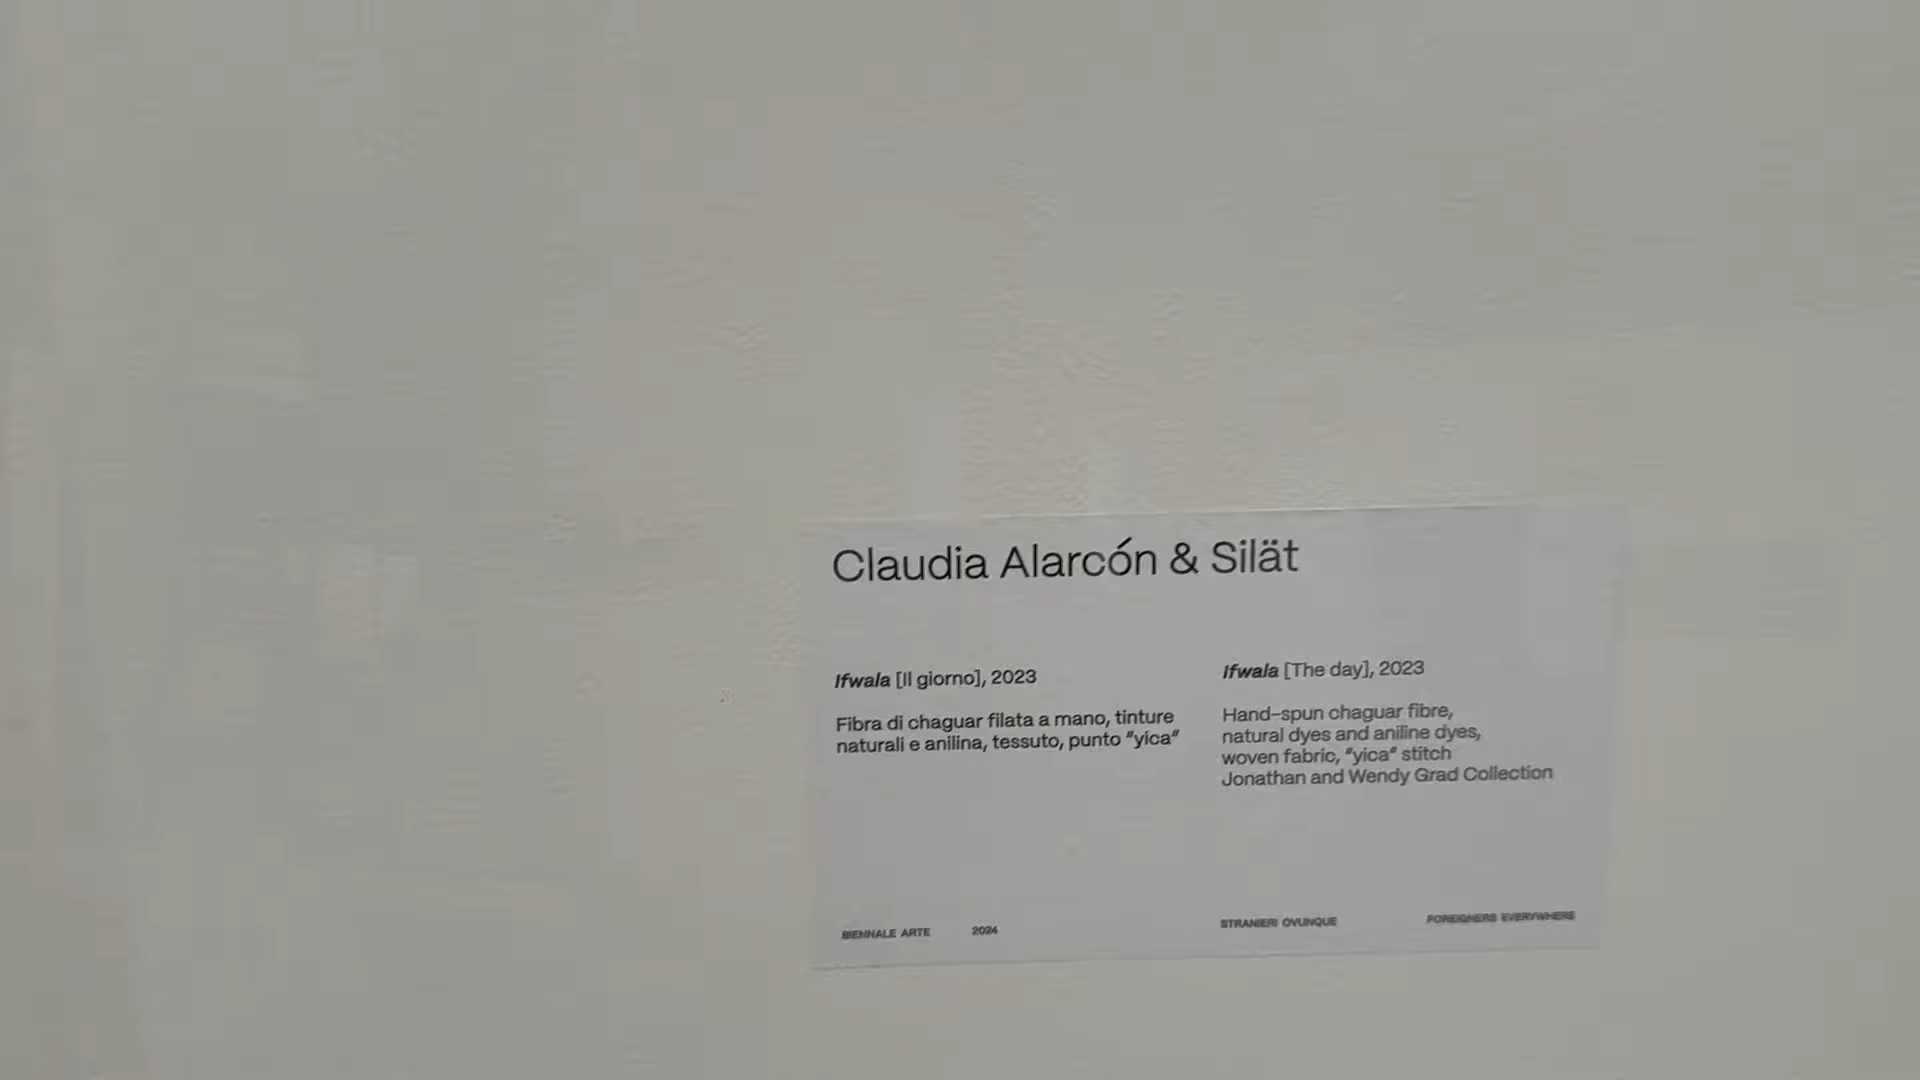 Claudia Alarcón & Silät
Ifwala [Il giorno], 2023
Fibra di chaguar filata a mano, tinture
naturali e anilina, tessuto, punto "yica"
Ifwala [The day], 2023
Hand-spun chaguar fibre,
natural dyes and aniline dyes,
woven fabric, "yica" stitch
Jonathan and Wendy Grad Collection
BIENNALE ARTE 2024 STRANIERI OVUNQUE FOREIGNERS EVERYWHERE